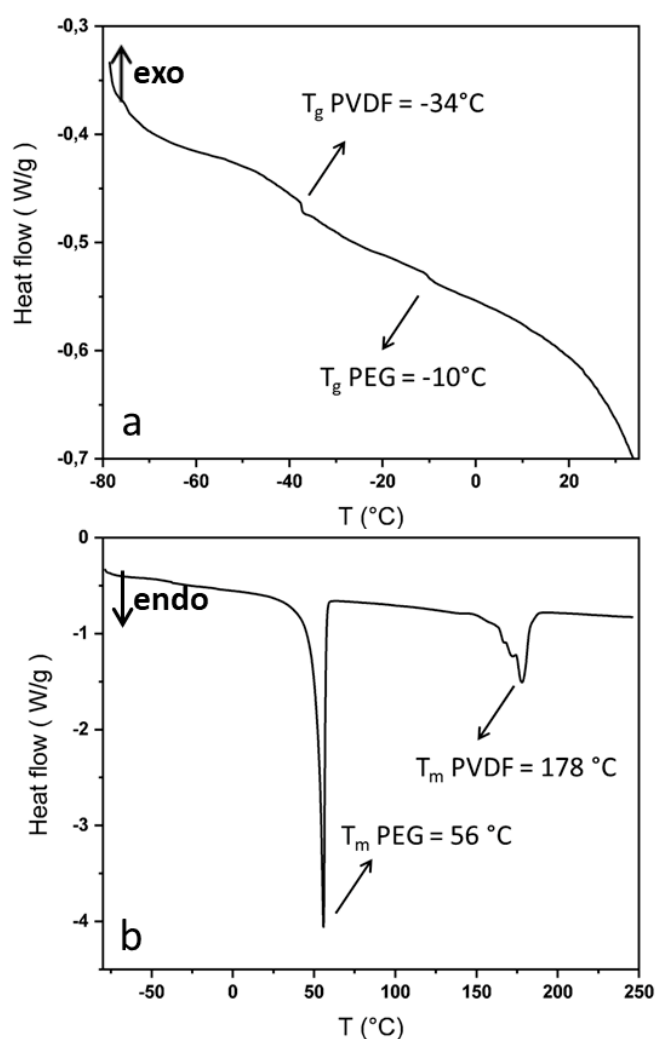 -0,3
exo
T_g PVDF = -34°C
-0,4
-0,5
-0,6
T_g PEG = -10°C
-0,7
a
Heat flow ( W/g )
-80 -60 -40 -20 0 20
T (°C)
0
endo
-1
-2
T_m PVDF = 178 °C
-3
T_m PEG = 56 °C
-4
b
Heat flow ( W/g )
-50 0 50 100 150 200 250
T (°C)